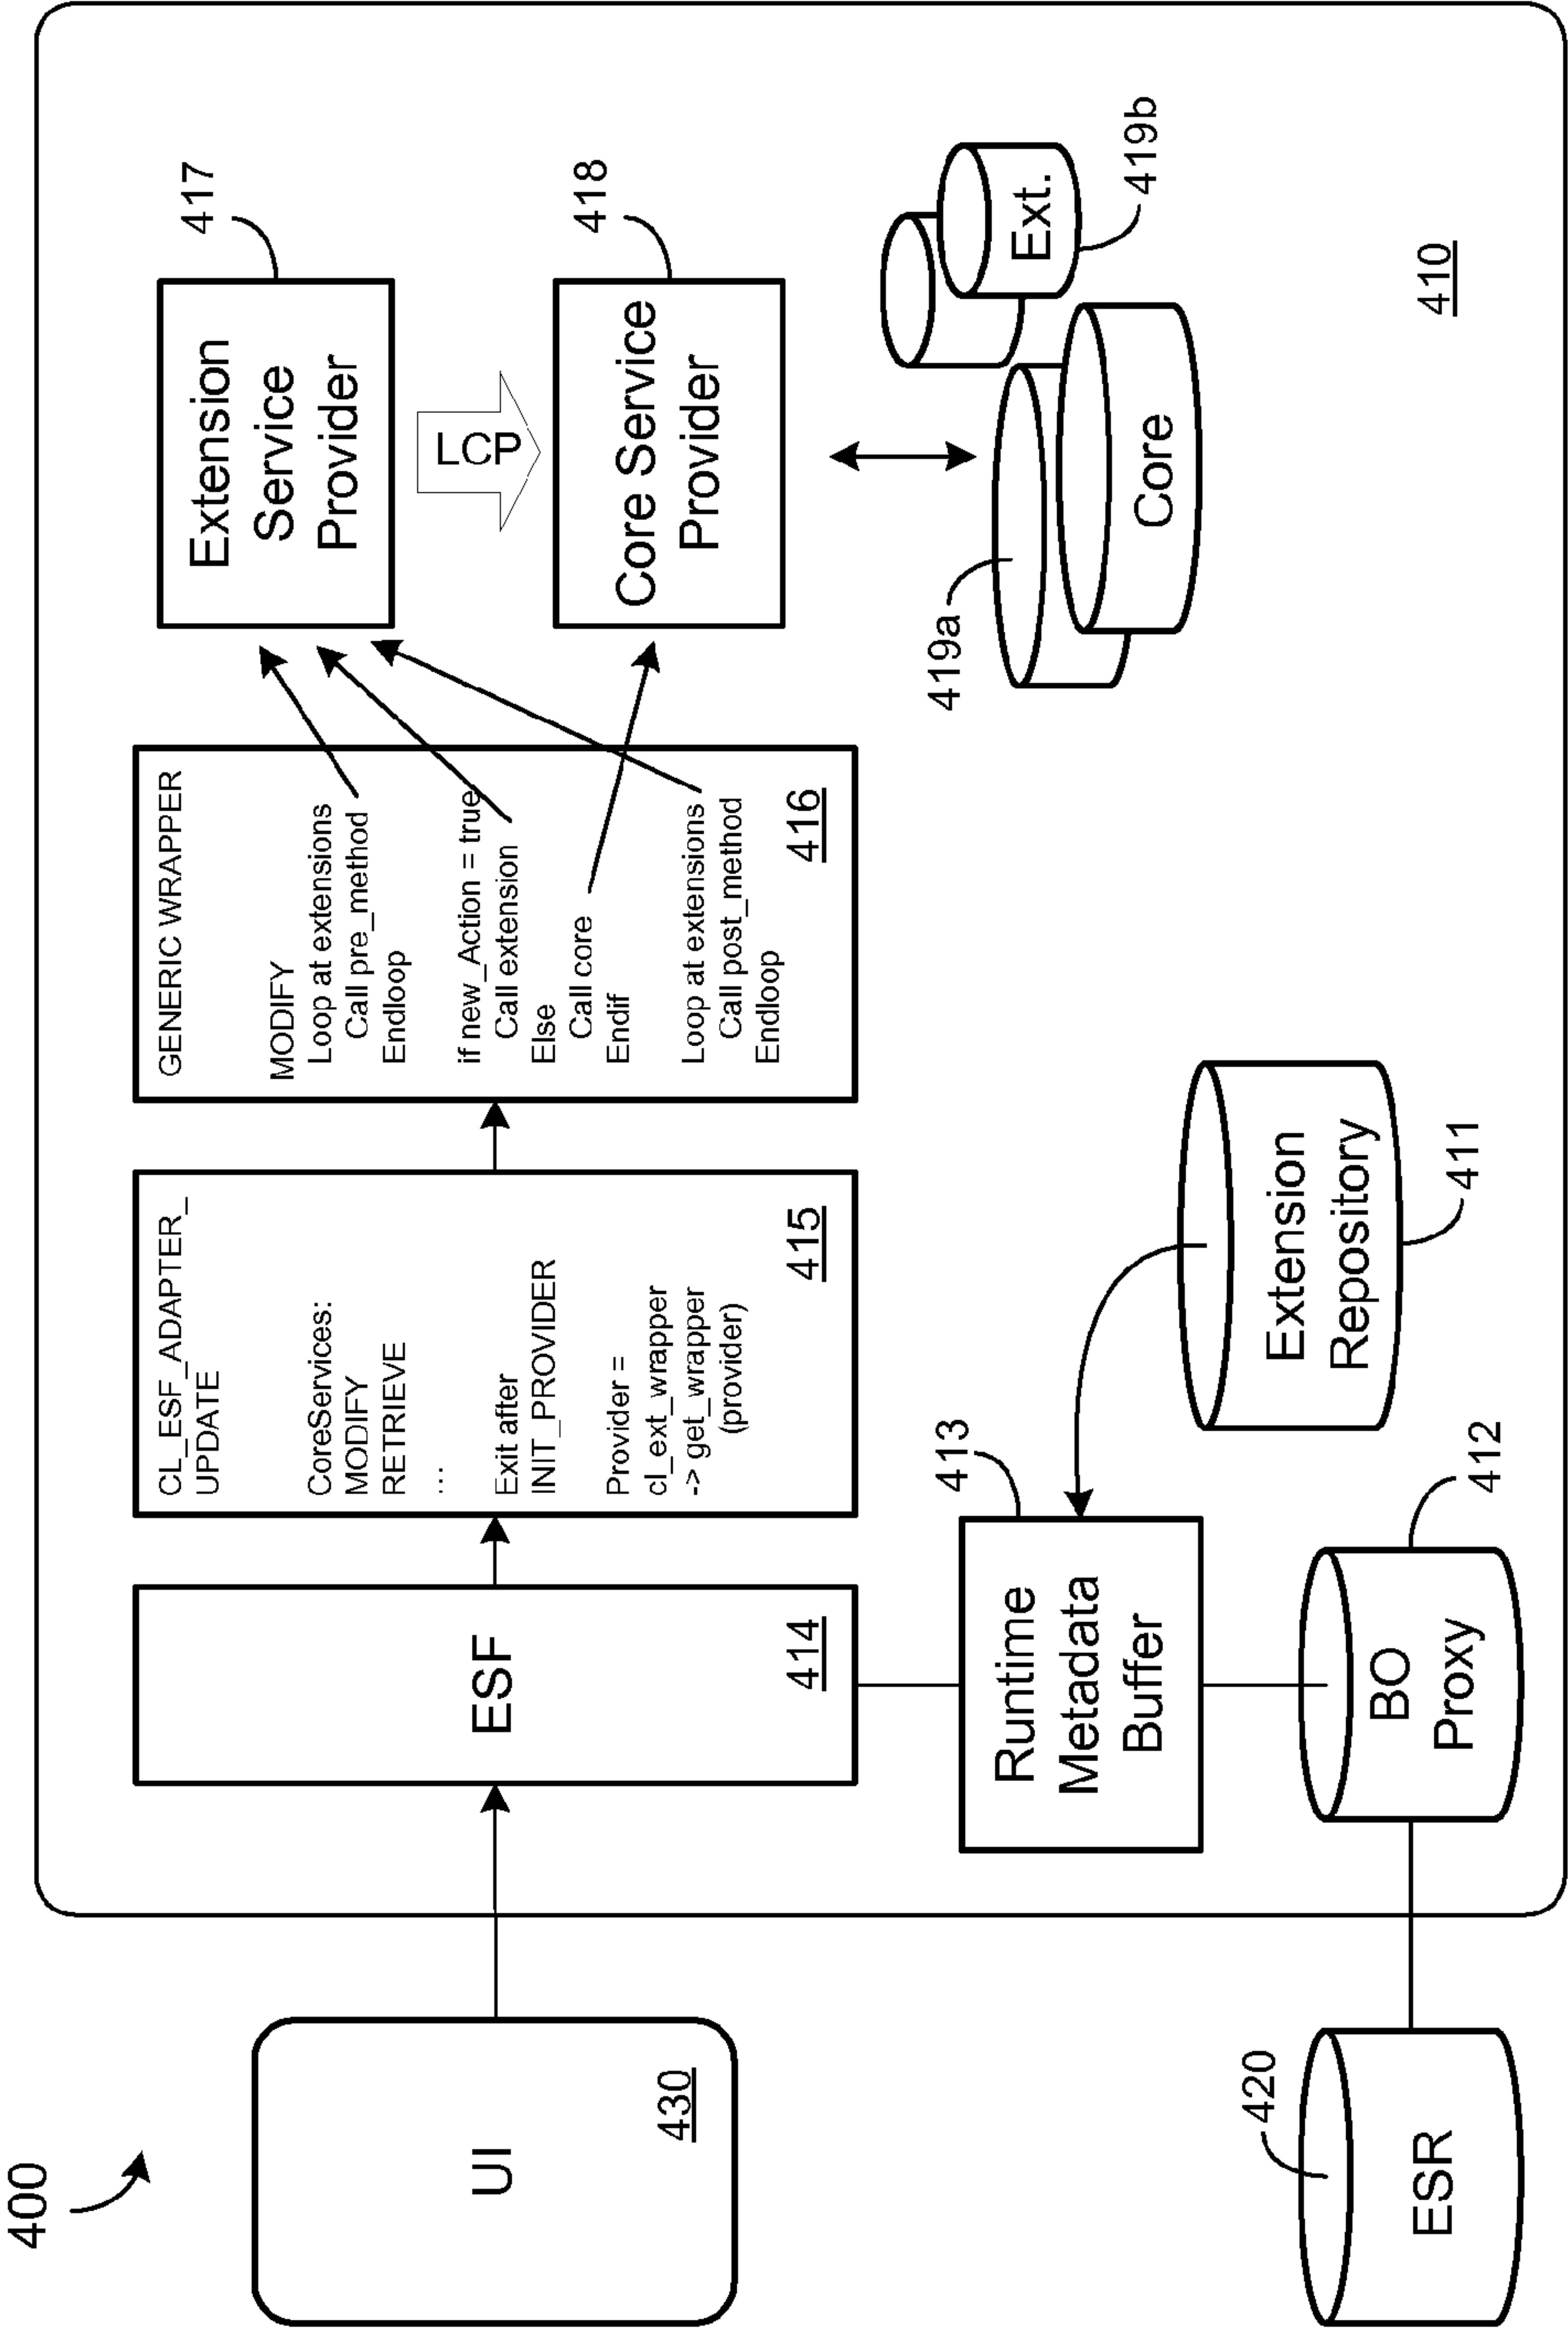 400
UI
430
ESR
420
ESF
414
Runtime
Metadata
Buffer
413
BO
Proxy
412
Extension
Repository
411
CL_ESF_ADAPTER_
UPDATE
CoreServices:
MODIFY
RETRIEVE
...
Exit after
INIT_PROVIDER
Provider =
cl_ext_wrapper
-> get_wrapper
(provider)
415
GENERIC WRAPPER
MODIFY
Loop at extensions
Call pre_method
Endloop
if new_Action = true
Call extension
Else
Call core
Endif
Loop at extensions
Call post_method
Endloop
416
Extension
Service
Provider
417
LCP
Core Service
Provider
418
419a
Core
Ext.
419b
410